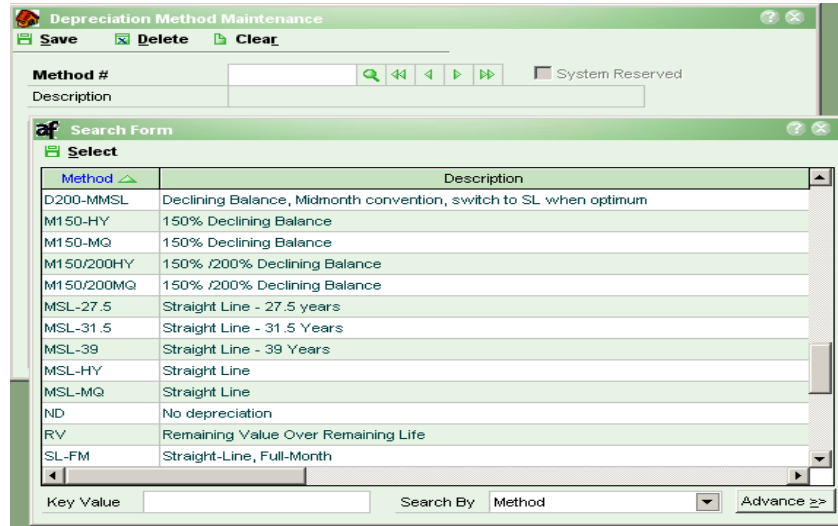 Depreciation Method Maintenance
Save Delete Clear
Method # System Reserved
Description
af Search Form
Select
Method Description
D200-MMSL Declining Balance, Midmonth convention, switch to SL when optimum
M150-HY 150% Declining Balance
M150-MQ 150% Declining Balance
M150/200HY 150% /200% Declining Balance
M150/200MQ 150% /200% Declining Balance
MSL-27.5 Straight Line - 27.5 years
MSL-31.5 Straight Line - 31.5 Years
MSL-39 Straight Line - 39 Years
MSL-HY Straight Line
MSL-MQ Straight Line
ND No depreciation
RV Remaining Value Over Remaining Life
SL-FM Straight-Line, Full-Month
Key Value Search By Method Advance >>